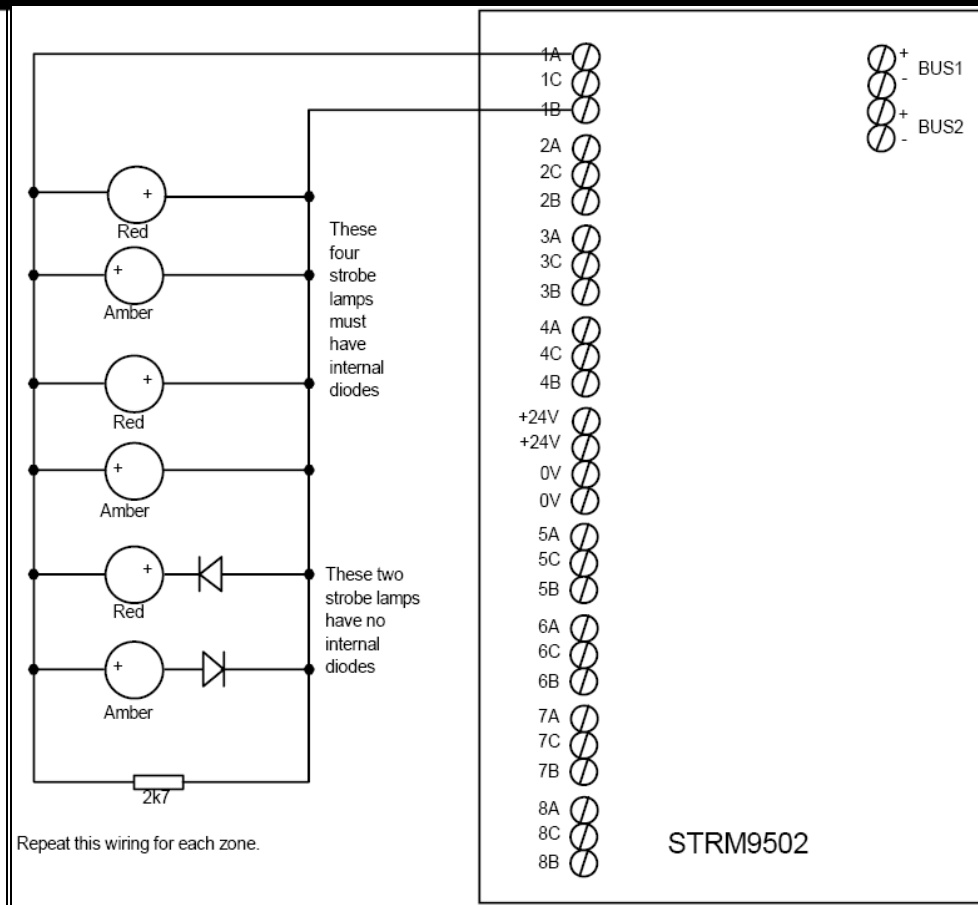 1A
1C
1B
2A
2C
2B
3A
3C
3B
4A
4C
4B
+24V
+24V
0V
0V
5A
5C
5B
6A
6C
6B
7A
7C
7B
8A
8C
8B
+
-
BUS1
+
-
BUS2
+
Red
+
Amber
+
Red
+
Amber
These
four
strobe
lamps
must
have
internal
diodes
+
Red
+
Amber
These two
strobe lamps
have no
internal
diodes
2k7
Repeat this wiring for each zone.
STRM9502